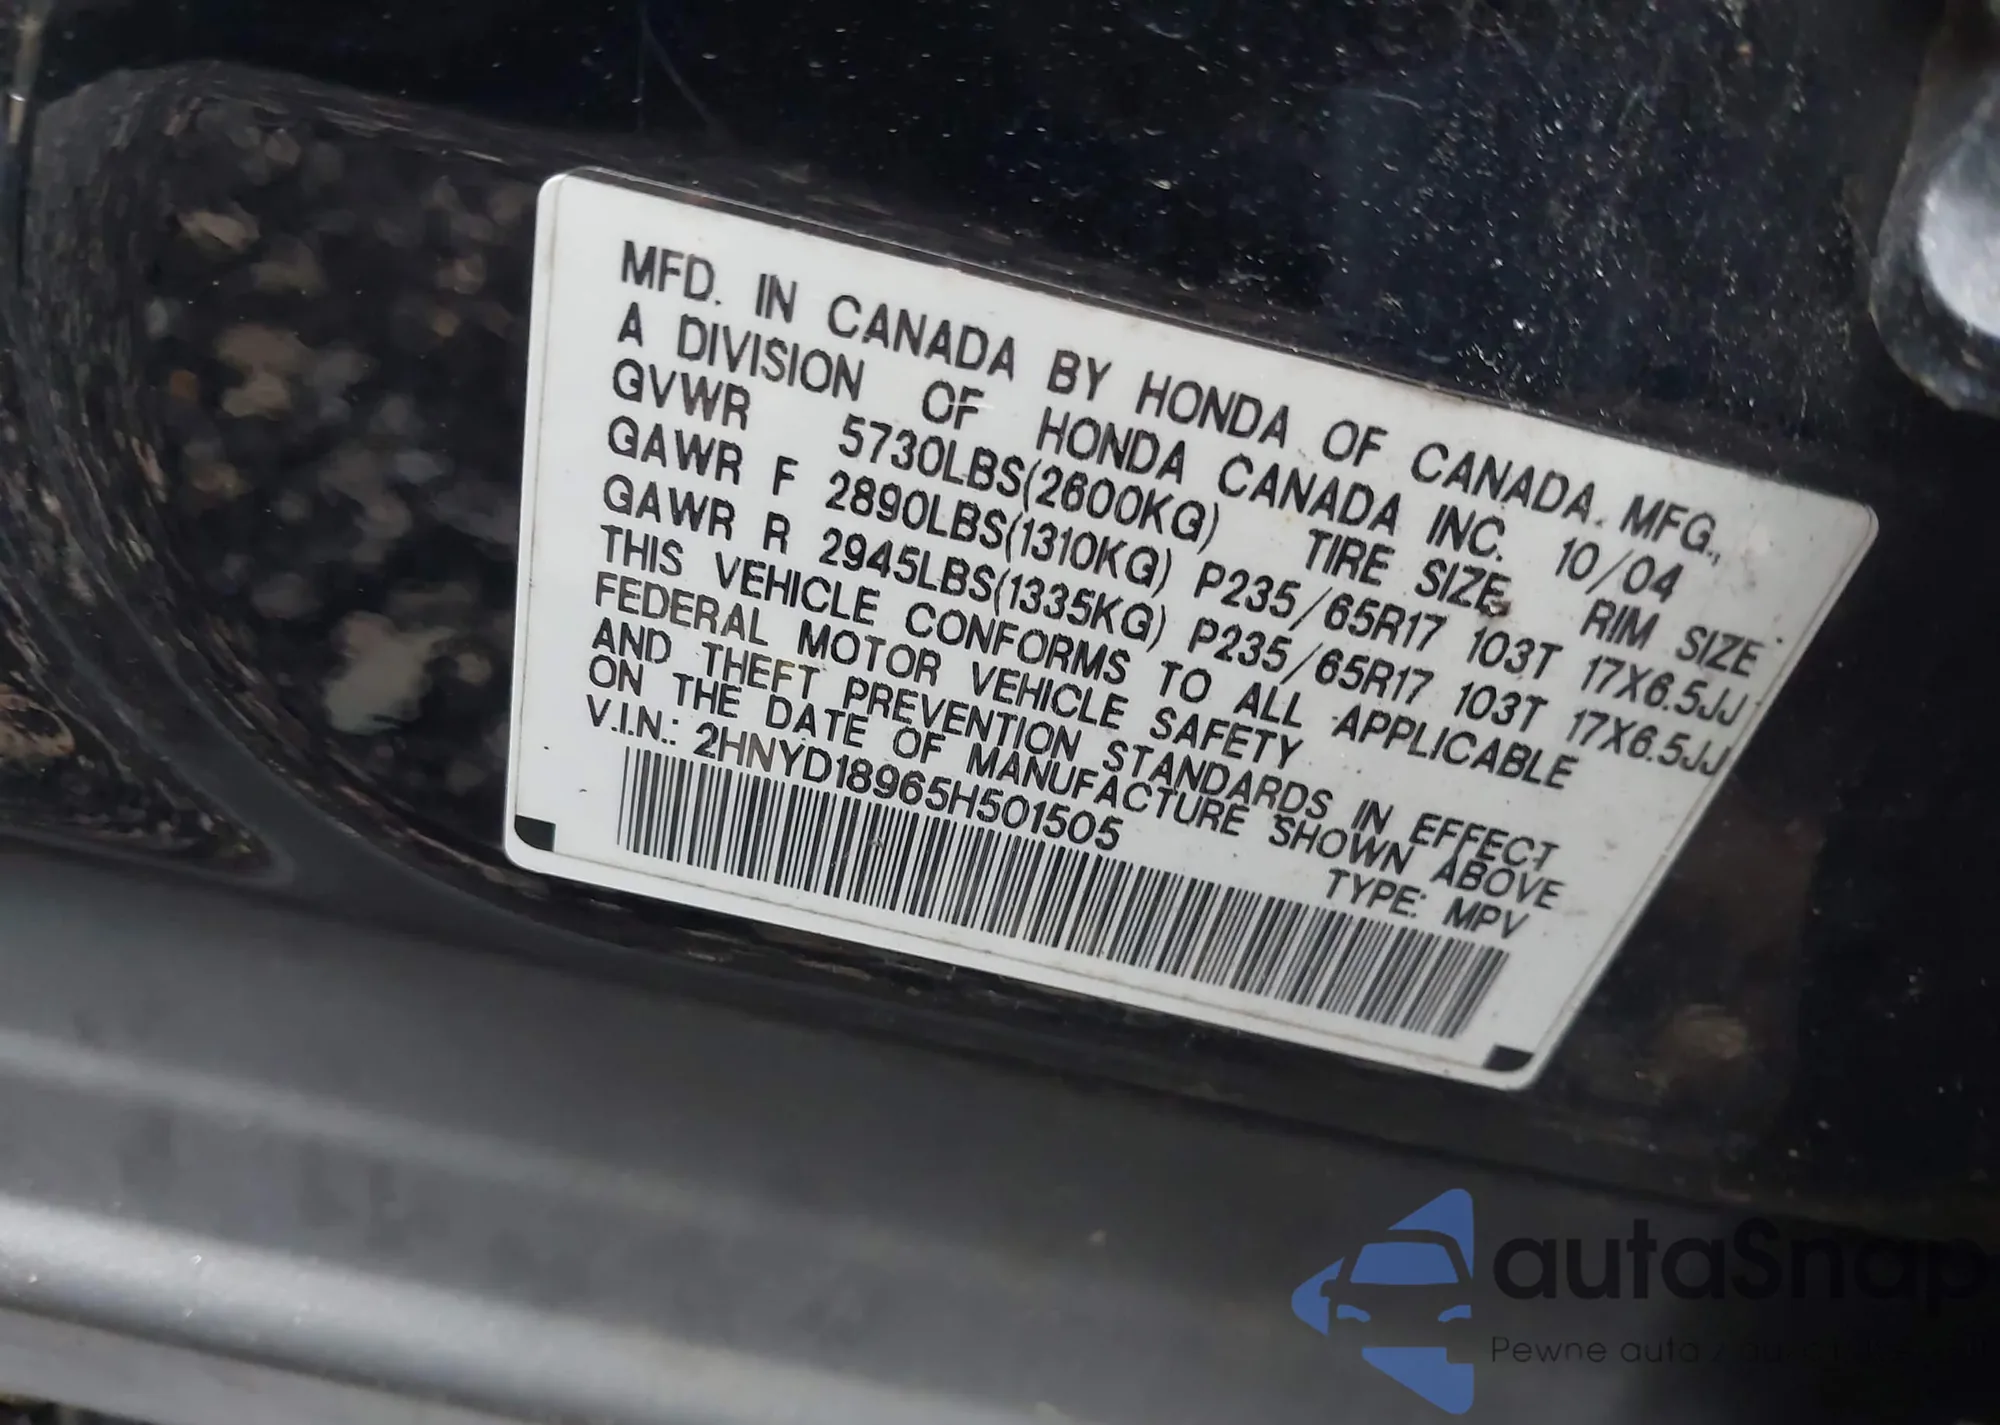 MFD. IN CANADA BY HONDA OF CANADA MFG.,
A DIVISION OF HONDA CANADA INC. 10/04
GVWR 5730LBS(2600KG) TIRE SIZE RIM SIZE
GAWR F 2890LBS(1310KG) P235/65R17 103T 17X6.5JJ
GAWR R 2945LBS(1335KG) P235/65R17 103T 17X6.5JJ
THIS VEHICLE CONFORMS TO ALL APPLICABLE
FEDERAL MOTOR VEHICLE SAFETY
AND THEFT PREVENTION STANDARDS IN EFFECT
ON THE DATE OF MANUFACTURE SHOWN ABOVE
V.I.N.: 2HNYD18965H501505 TYPE: MPV
autaSnap
Pewne auto z